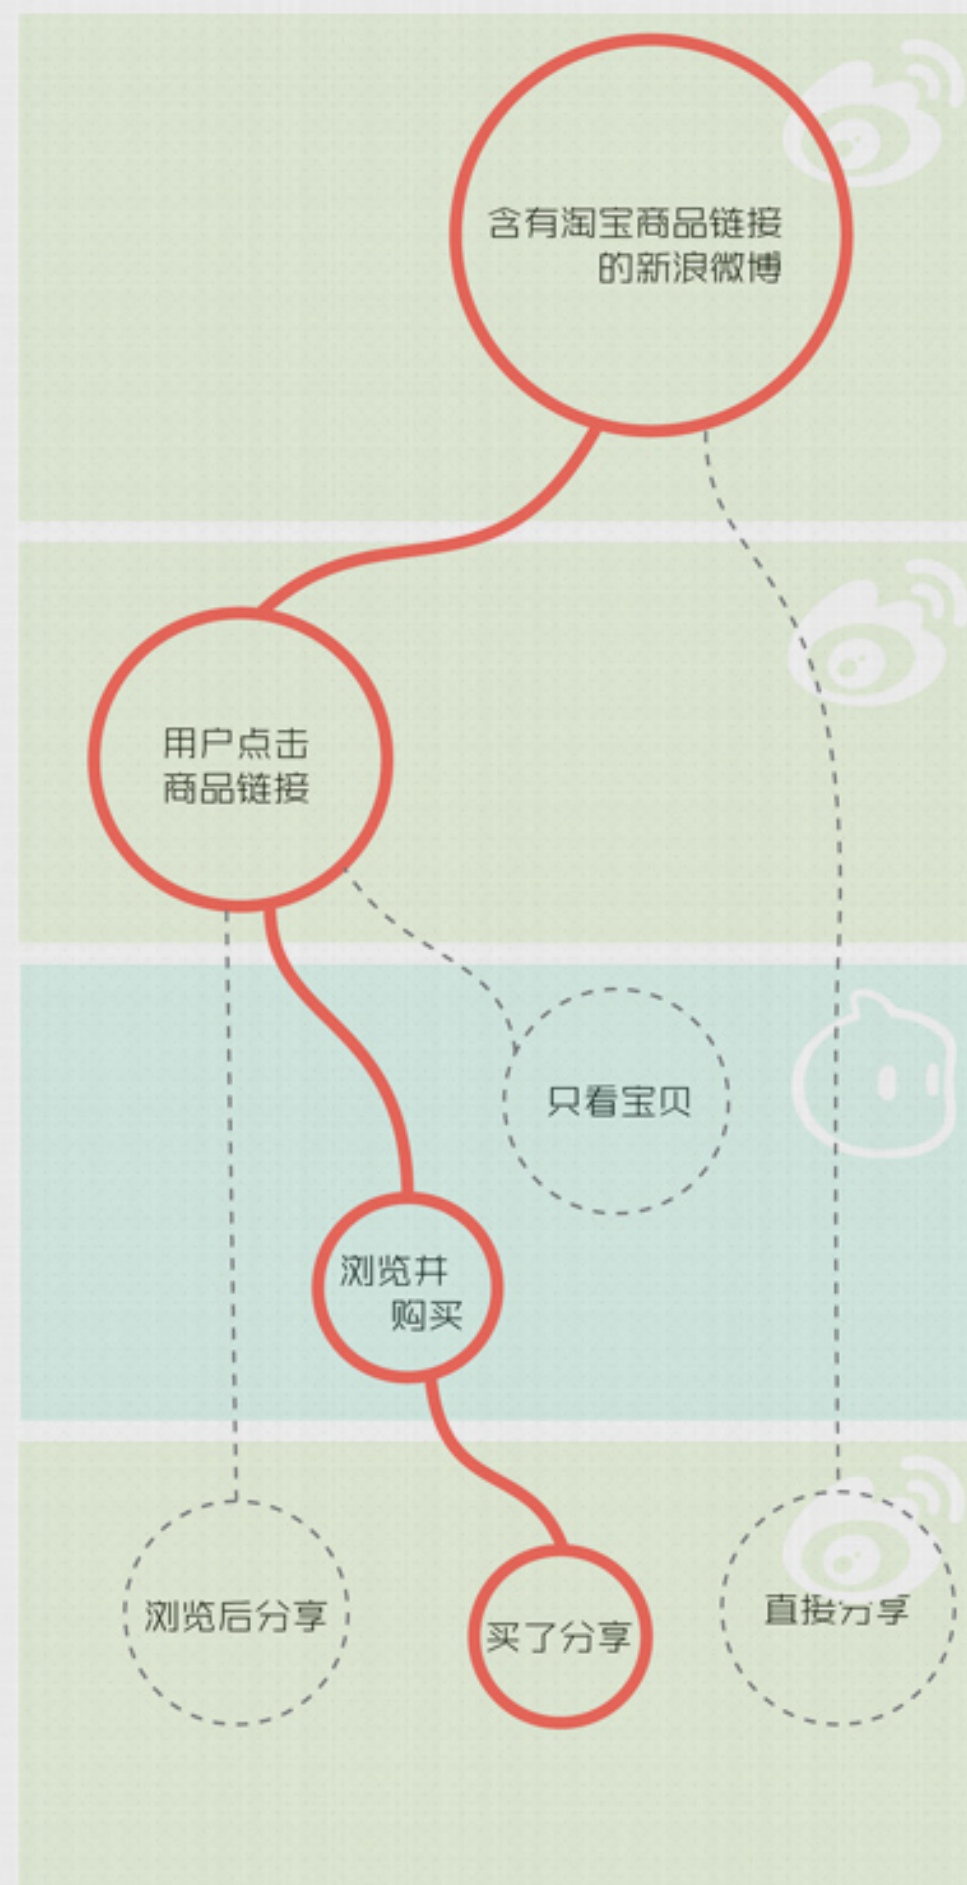 含有淘宝商品链接
的新浪微博
用户点击
商品链接
只看宝贝
浏览并
购买
浏览后分享
买了分享
直接分享